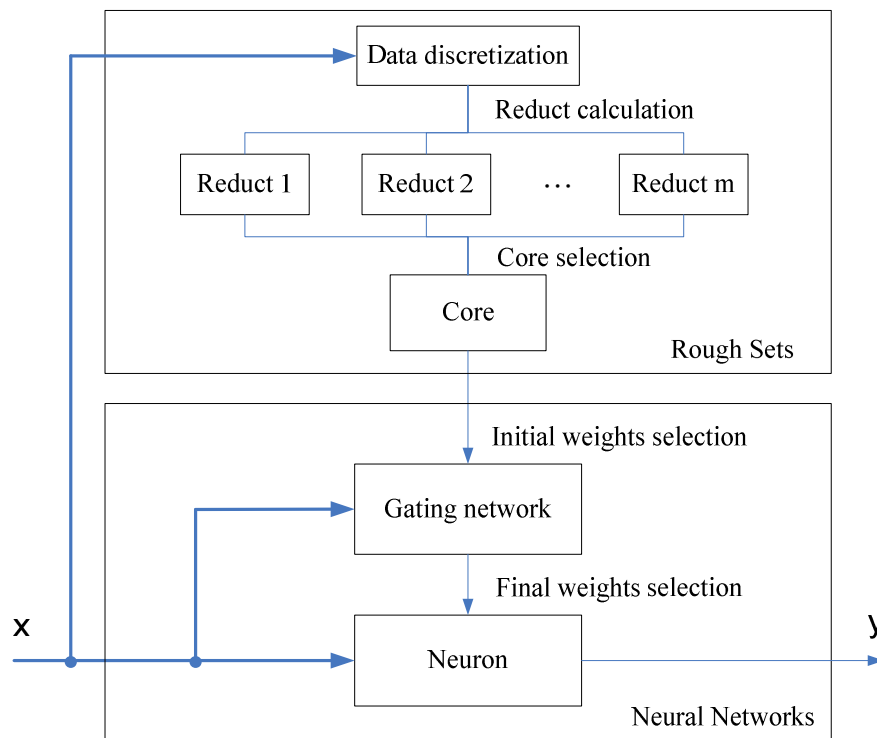 Data discretization
Reduct calculation
Reduct 1
Reduct 2
...
Reduct m
Core selection
Core
Rough Sets
Initial weights selection
Gating network
Final weights selection
x
y
Neuron
Neural Networks